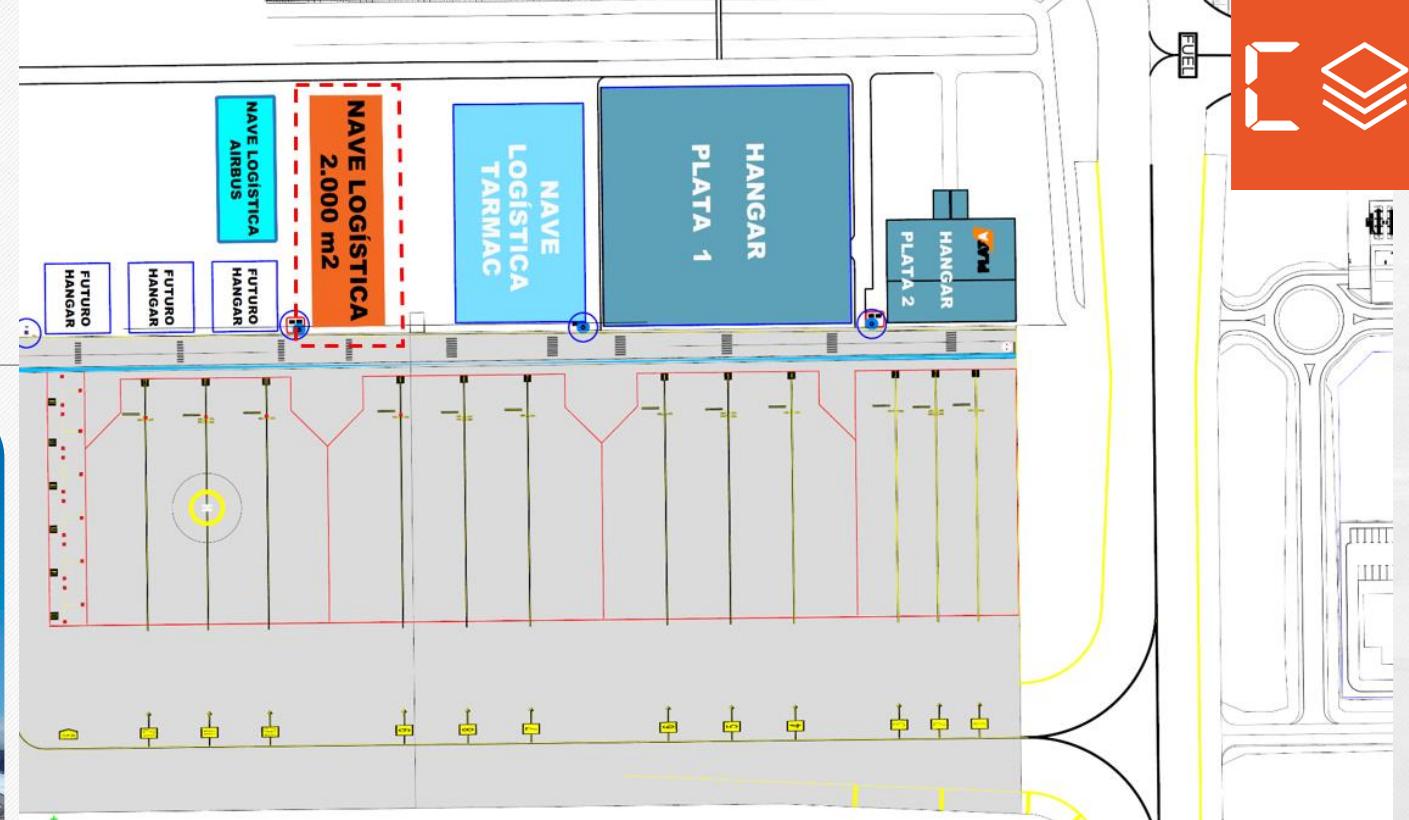 FUEL
NAVE LOGÍSTICA
AIRBUS
NAVE LOGÍSTICA
2.000 m2
NAVE
LOGÍSTICA
TARMAC
HANGAR
PLATA 1
HANGAR
PLATA 2
FUTURO
HANGAR
FUTURO
HANGAR
FUTURO
HANGAR